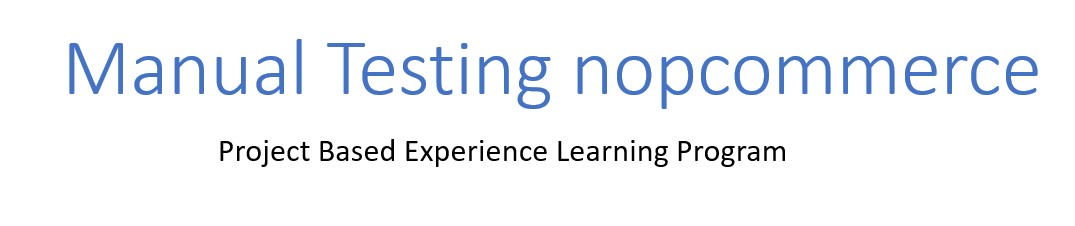 Manual Testing nopcommerce
Project Based Experience Learning Program